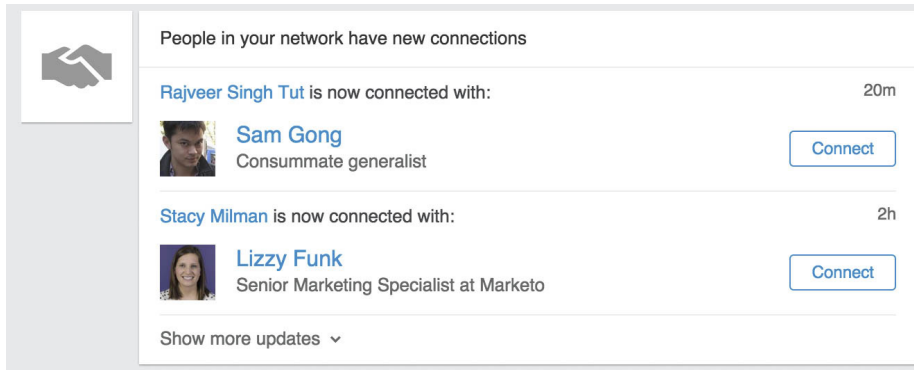 People in your network have new connections
Rajveer Singh Tut is now connected with:
20m
Sam Gong
Consummate generalist
Connect
Stacy Milman is now connected with:
2h
Lizzy Funk
Senior Marketing Specialist at Marketo
Connect
Show more updates